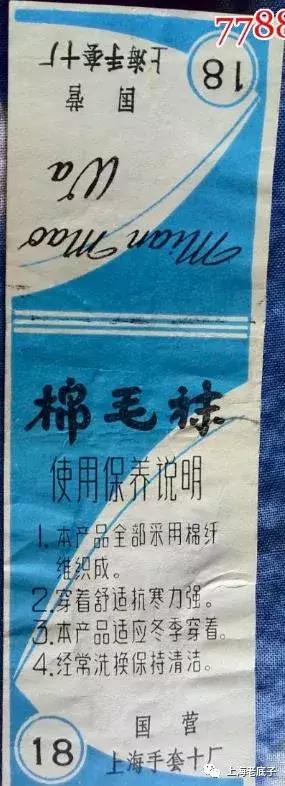 7788
18
国营
上海手套十厂
Mian Mao
Wa
棉毛袜
使用保养说明
1.本产品全部采用棉纤
维织成。
2.穿着舒适抗寒力强。
3.本产品适应冬季穿着。
4.经常洗换保持清洁。
18
国营
上海手套十厂
上海老底子